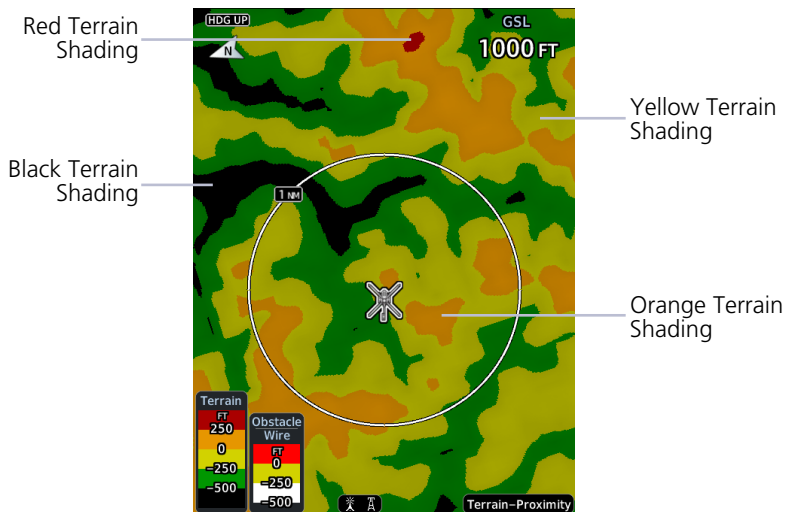 Red Terrain
Shading
HDG UP
N
GSL
1000 FT
Yellow Terrain
Shading
Black Terrain
Shading
1 NM
Orange Terrain
Shading
Terrain
FT
250
0
-250
-500
Obstacle
Wire
FT
0
-250
-500
Terrain-Proximity